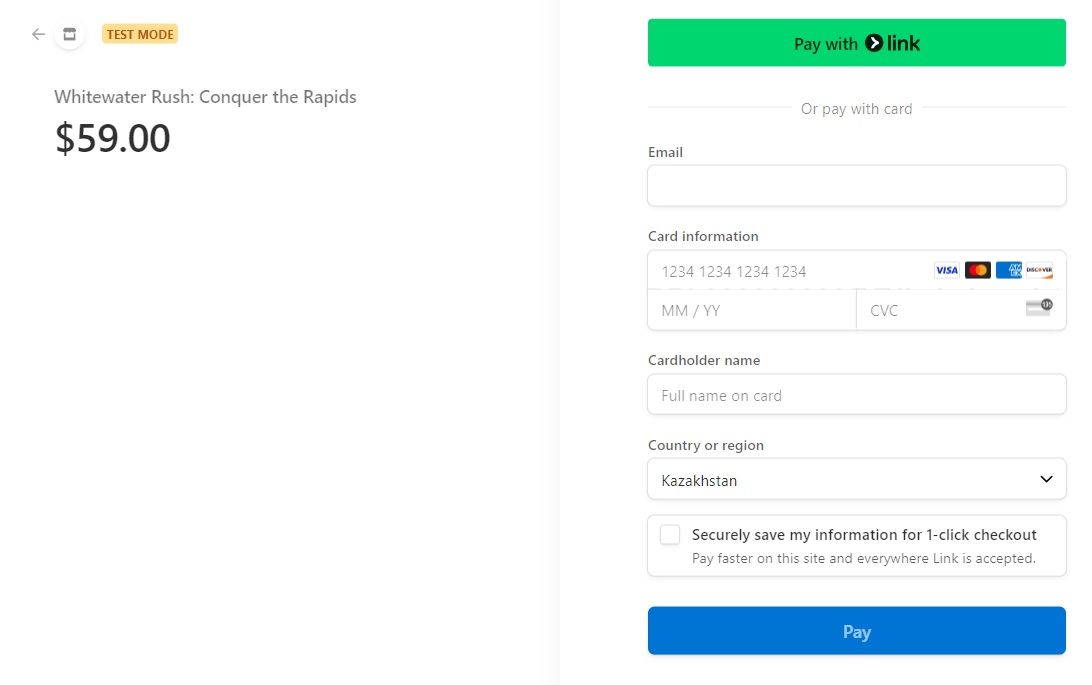 TEST MODE
Whitewater Rush: Conquer the Rapids
$59.00
Pay with link
Or pay with card
Email
Card information
1234 1234 1234 1234 VISA AMEX DISCOVER
MM / YY CVC 135
Cardholder name
Full name on card
Country or region
Kazakhstan
Securely save my information for 1-click checkout
Pay faster on this site and everywhere Link is accepted.
Pay